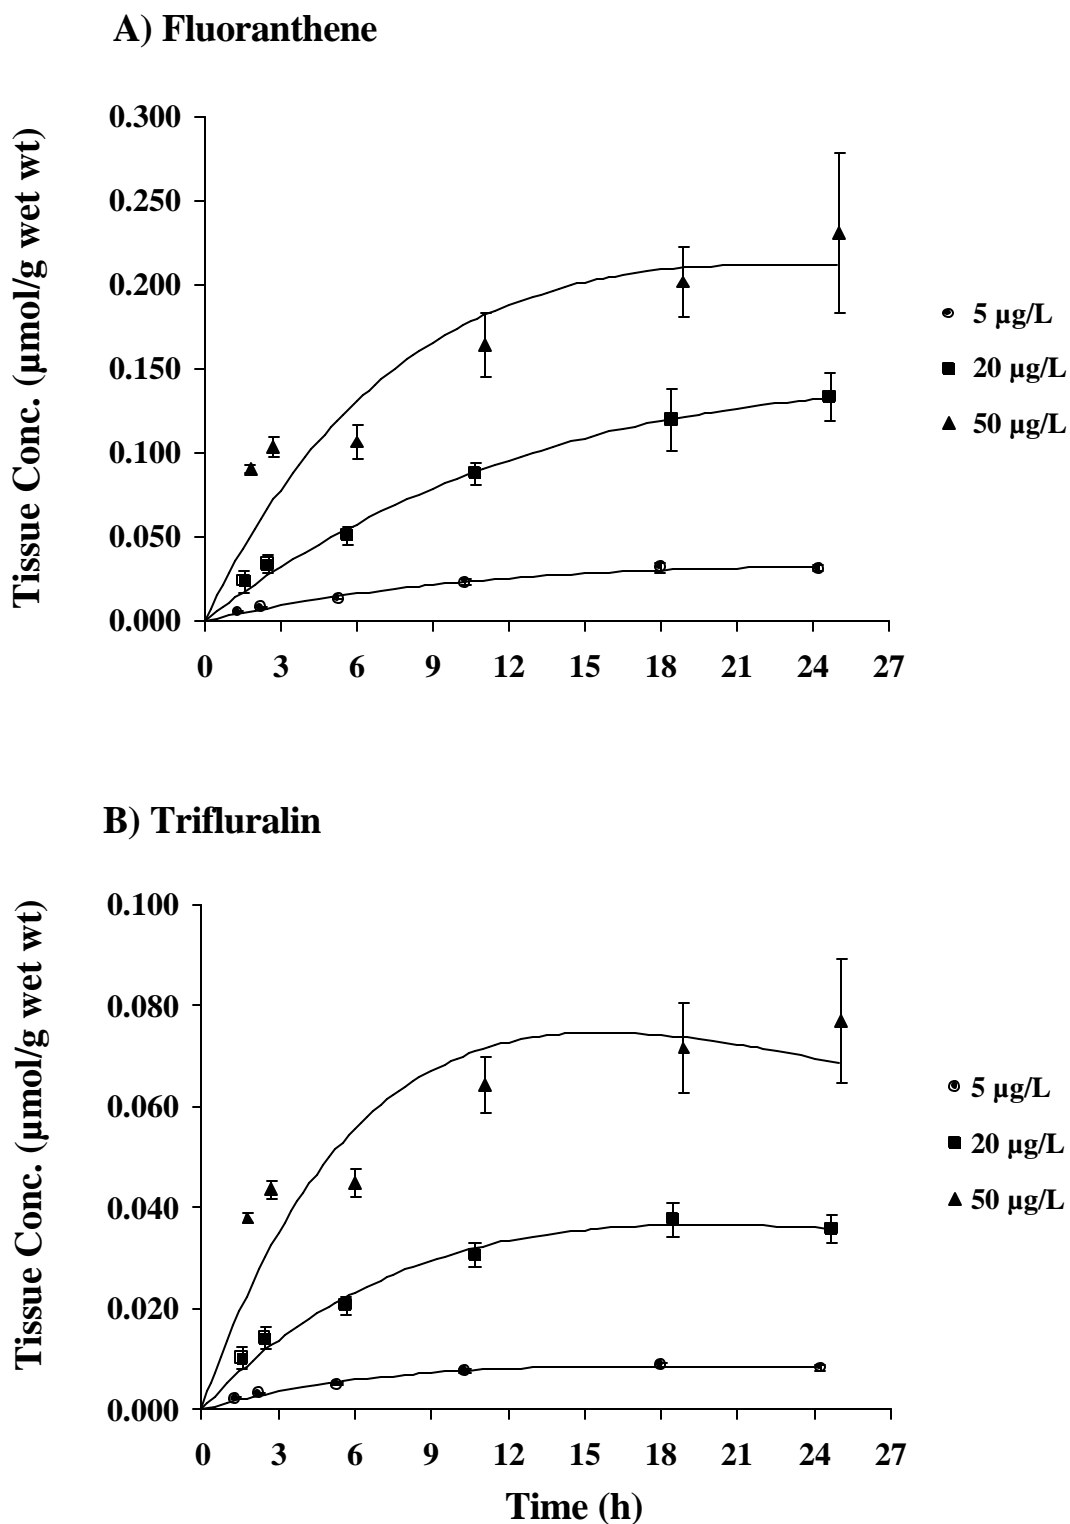 A) Fluoranthene
Tissue Conc. (µmol/g wet wt)
0.300
0.250
0.200
0.150
0.100
0.050
0.000
0 3 6 9 12 15 18 21 24 27
5 µg/L
20 µg/L
50 µg/L
B) Trifluralin
Tissue Conc. (µmol/g wet wt)
0.100
0.080
0.060
0.040
0.020
0.000
0 3 6 9 12 15 18 21 24 27
Time (h)
5 µg/L
20 µg/L
50 µg/L